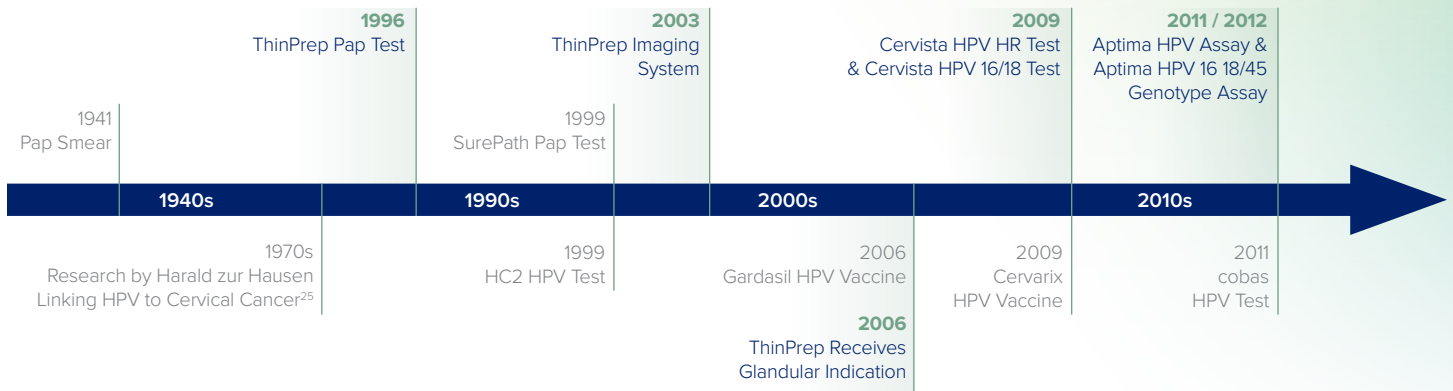 1996
ThinPrep Pap Test
2003
ThinPrep Imaging
System
2009
Cervista HPV HR Test
& Cervista HPV 16/18 Test
2011 / 2012
Aptima HPV Assay &
Aptima HPV 16 18/45
Genotype Assay
1941
Pap Smear
1999
SurePath Pap Test
1940s
1990s
2000s
2010s
1970s
Research by Harald zur Hausen
Linking HPV to Cervical Cancer²⁵
1999
HC2 HPV Test
2006
Gardasil HPV Vaccine
2009
Cervarix
HPV Vaccine
2011
cobas
HPV Test
2006
ThinPrep Receives
Glandular Indication